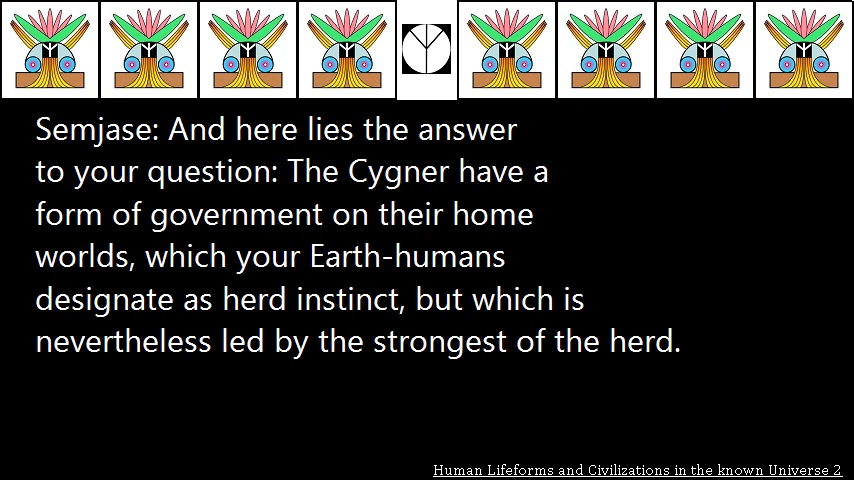 Semjase: And here lies the answer
to your question: The Cygner have a
form of government on their home
worlds, which your Earth-humans
designate as herd instinct, but which is
nevertheless led by the strongest of the herd.
Human Lifeforms and Civilizations in the known Universe 2